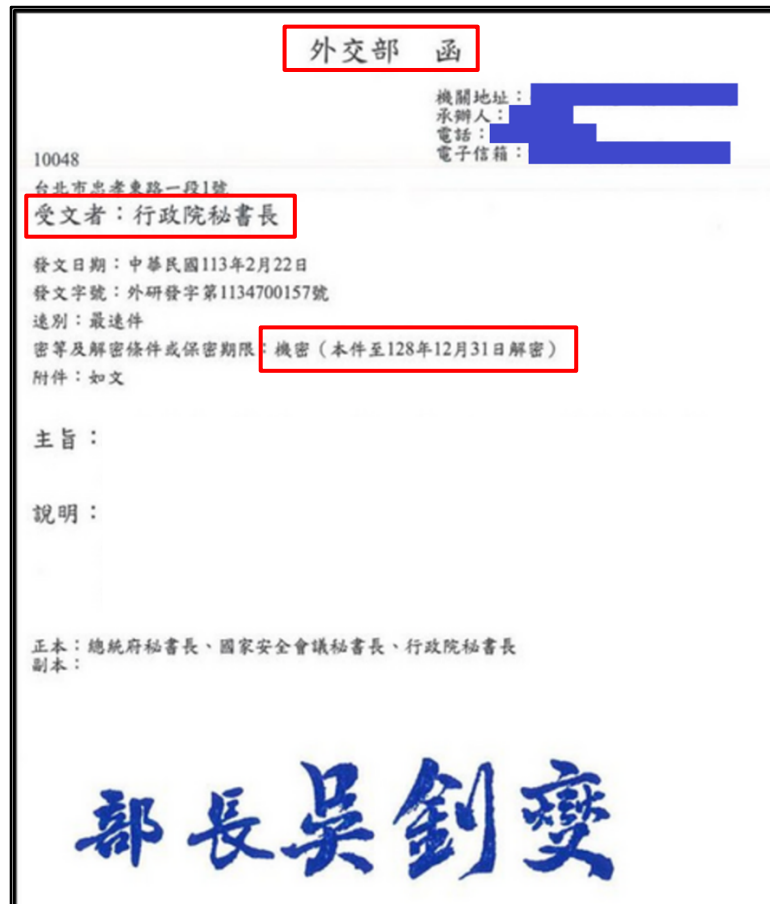 外交部　函
機關地址：
承辦人：
電話：
電子信箱：
10048
台北市忠孝東路一段1號
受文者：行政院秘書長
發文日期：中華民國113年2月22日
發文字號：外研發字第1134700157號
速別：最速件
密等及解密條件或保密期限：機密（本件至128年12月31日解密）
附件：如文
主旨：
說明：
正本：總統府秘書長、國家安全會議秘書長、行政院秘書長
副本：
部長吳釗燮